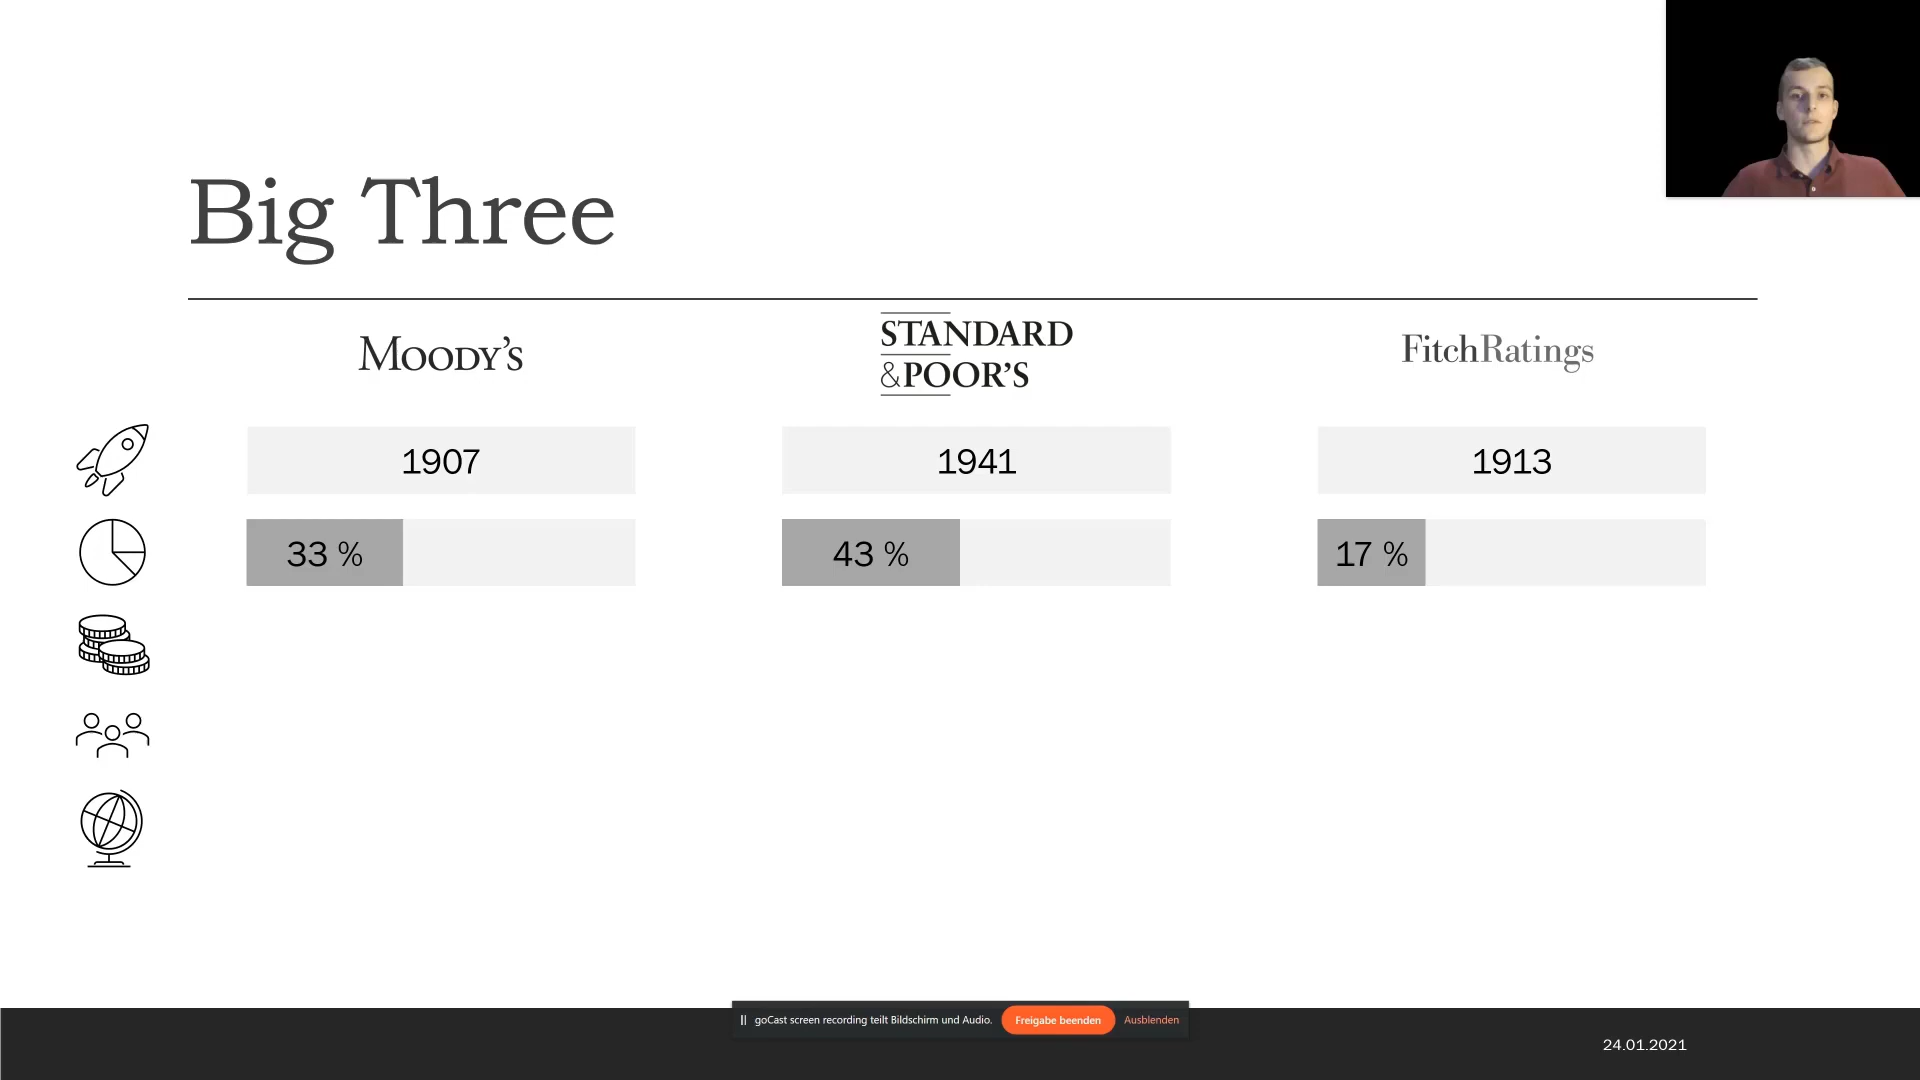 Big Three
MOODY'S
STANDARD
&POOR'S
FitchRatings
1907
1941
1913
33 %
43 %
17 %
goCast screen recording teilt Bildschirm und Audio.
Freigabe beenden
Ausblenden
24.01.2021